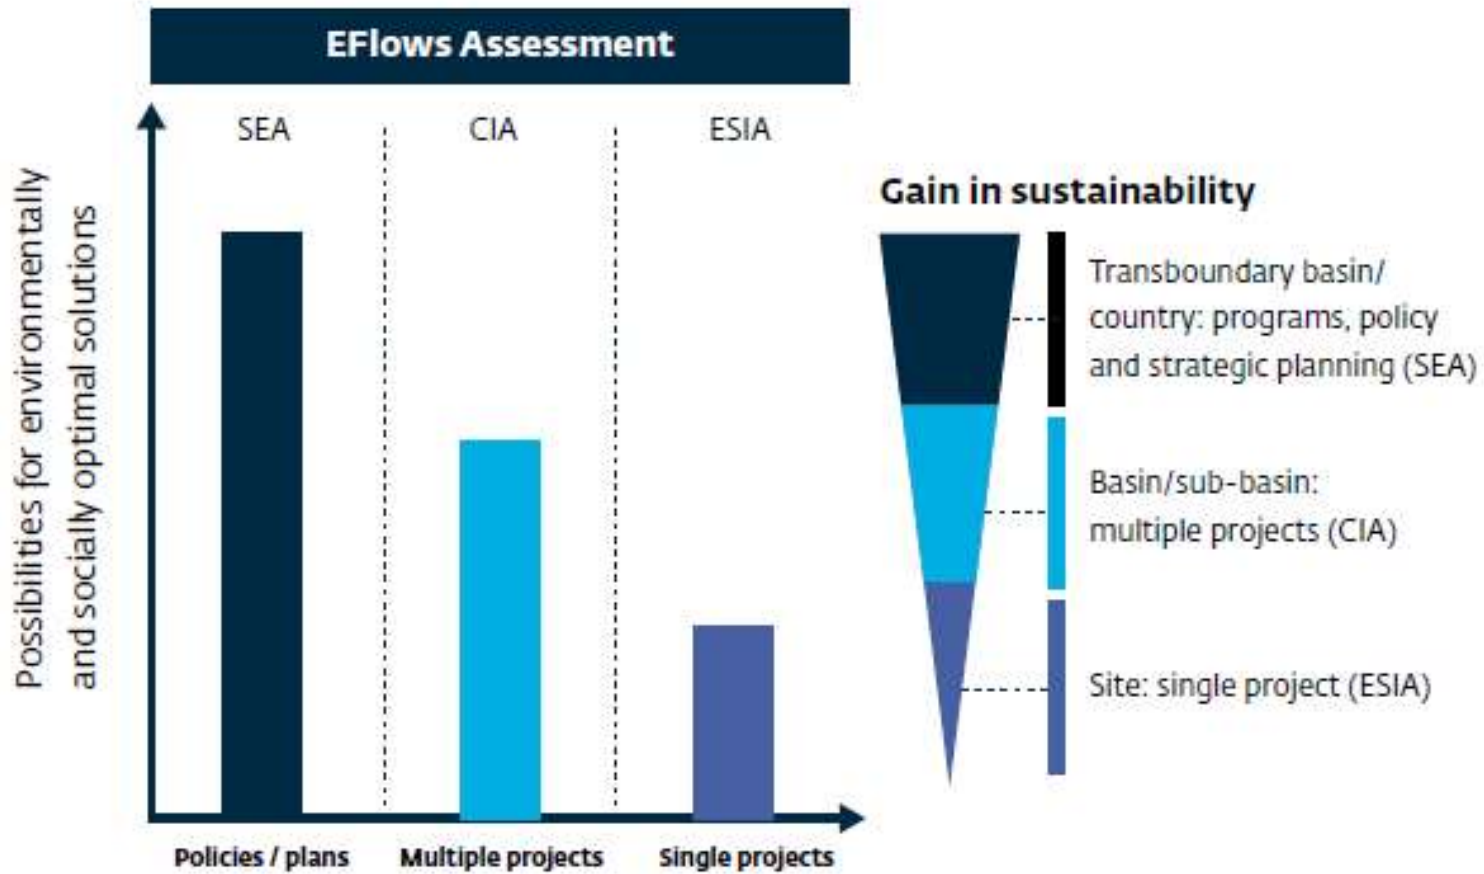 EFlows Assessment
SEA
CIA
ESIA
Possibilities for environmentally
and socially optimal solutions
Policies / plans
Multiple projects
Single projects
Gain in sustainability
Transboundary basin/
country: programs, policy
and strategic planning (SEA)
Basin/sub-basin:
multiple projects (CIA)
Site: single project (ESIA)